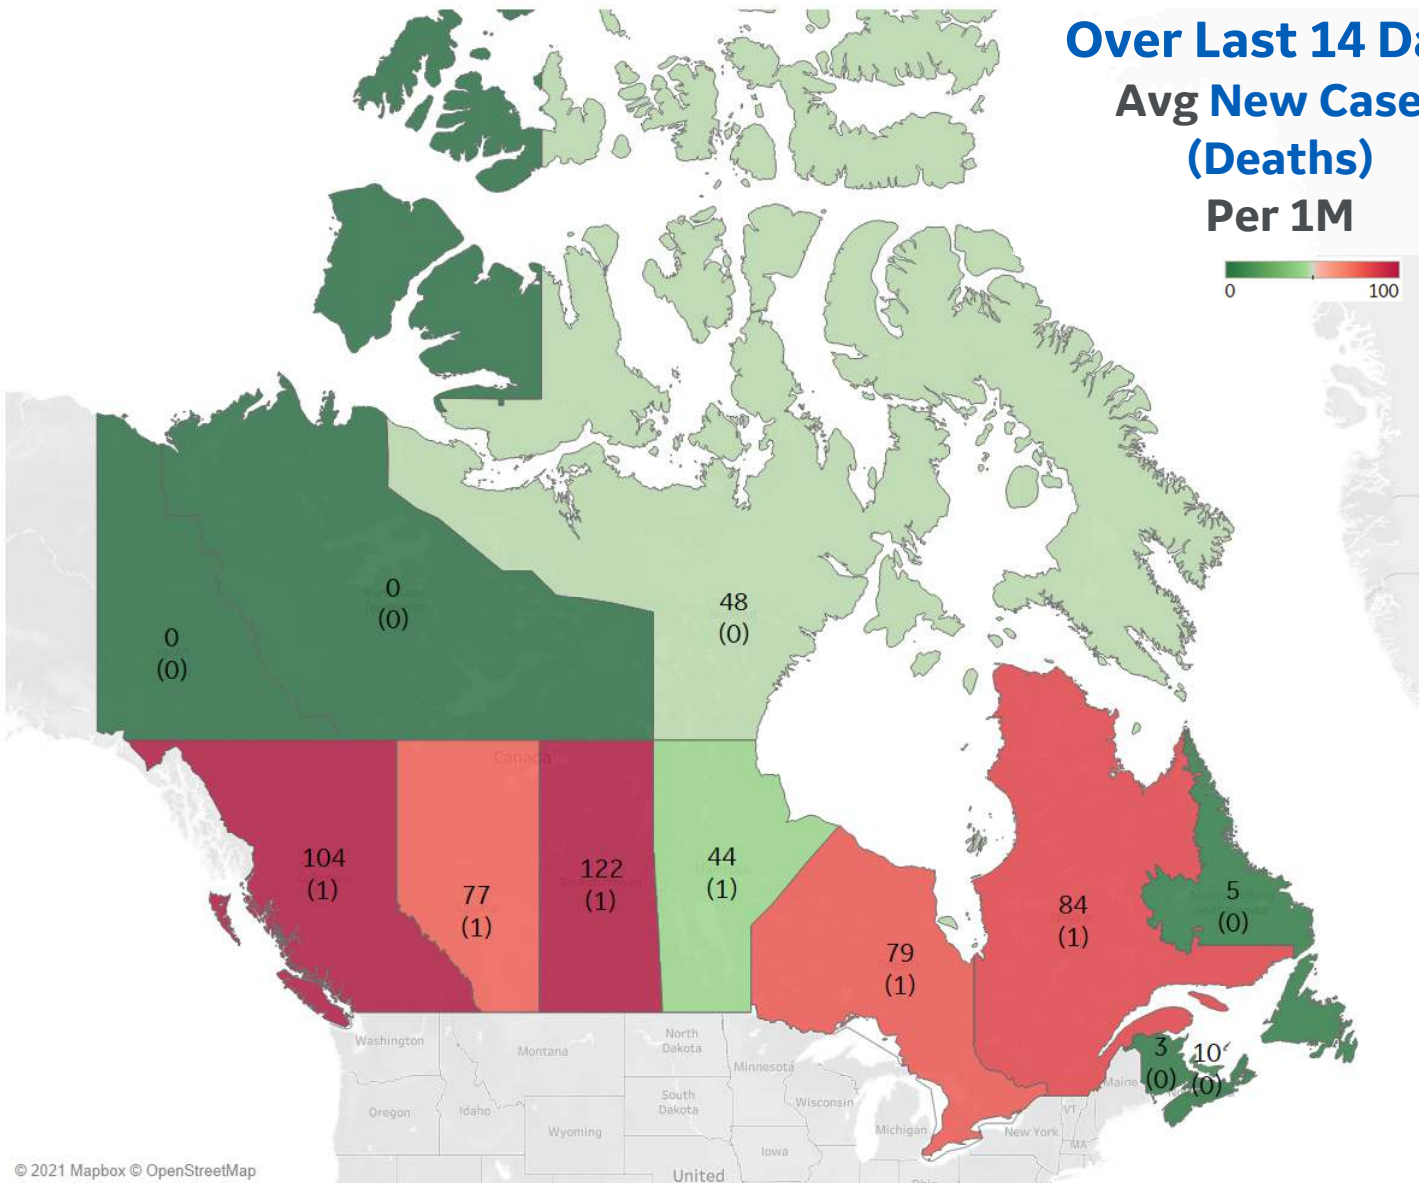 Over Last 14 Da
Avg New Case
(Deaths)
Per 1M
0 100
0
(0)
0
(0)
48
(0)
Canada
104
(1)
77
(1)
122
(1)
44
(1)
79
(1)
84
(1)
5
(0)
3
(0)
10
(0)
Washington
Montana
North
Dakota
Minnesota
Maine
Oregon
Idaho
South
Dakota
Wisconsin
Michigan
New York
VT
MA
Wyoming
Iowa
United
© 2021 Mapbox © OpenStreetMap